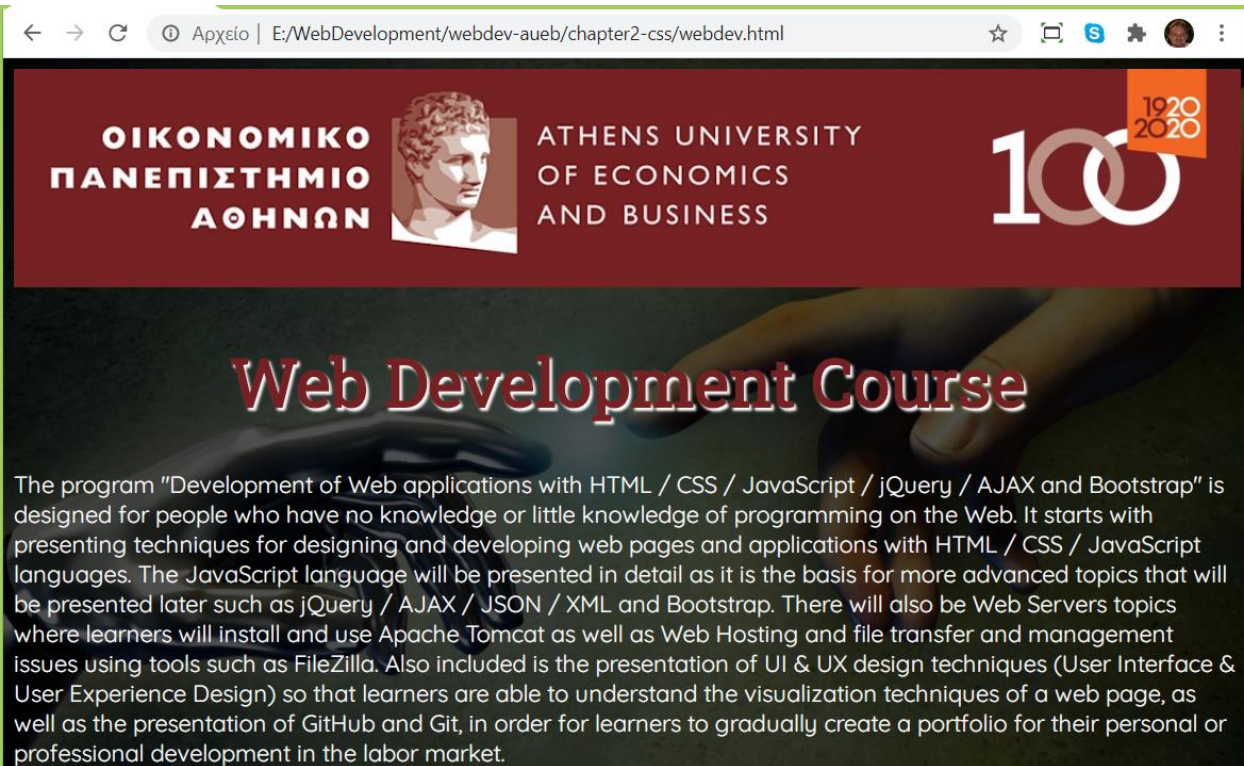 Αρχείο | E:/WebDevelopment/webdev-aueb/chapter2-css/webdev.html
S
ΟΙΚΟΝΟΜΙΚΟ
ΠΑΝΕΠΙΣΤΗΜΙΟ
ΑΘΗΝΩΝ
ATHENS UNIVERSITY
OF ECONOMICS
AND BUSINESS
1920
2020
100
Web Development Course
The program "Development of Web applications with HTML / CSS / JavaScript / jQuery / AJAX and Bootstrap" is
designed for people who have no knowledge or little knowledge of programming on the Web. It starts with
presenting techniques for designing and developing web pages and applications with HTML / CSS / JavaScript
languages. The JavaScript language will be presented in detail as it is the basis for more advanced topics that will
be presented later such as jQuery / AJAX / JSON / XML and Bootstrap. There will also be Web Servers topics
where learners will install and use Apache Tomcat as well as Web Hosting and file transfer and management
issues using tools such as FileZilla. Also included is the presentation of UI & UX design techniques (User Interface &
User Experience Design) so that learners are able to understand the visualization techniques of a web page, as
well as the presentation of GitHub and Git, in order for learners to gradually create a portfolio for their personal or
professional development in the labor market.